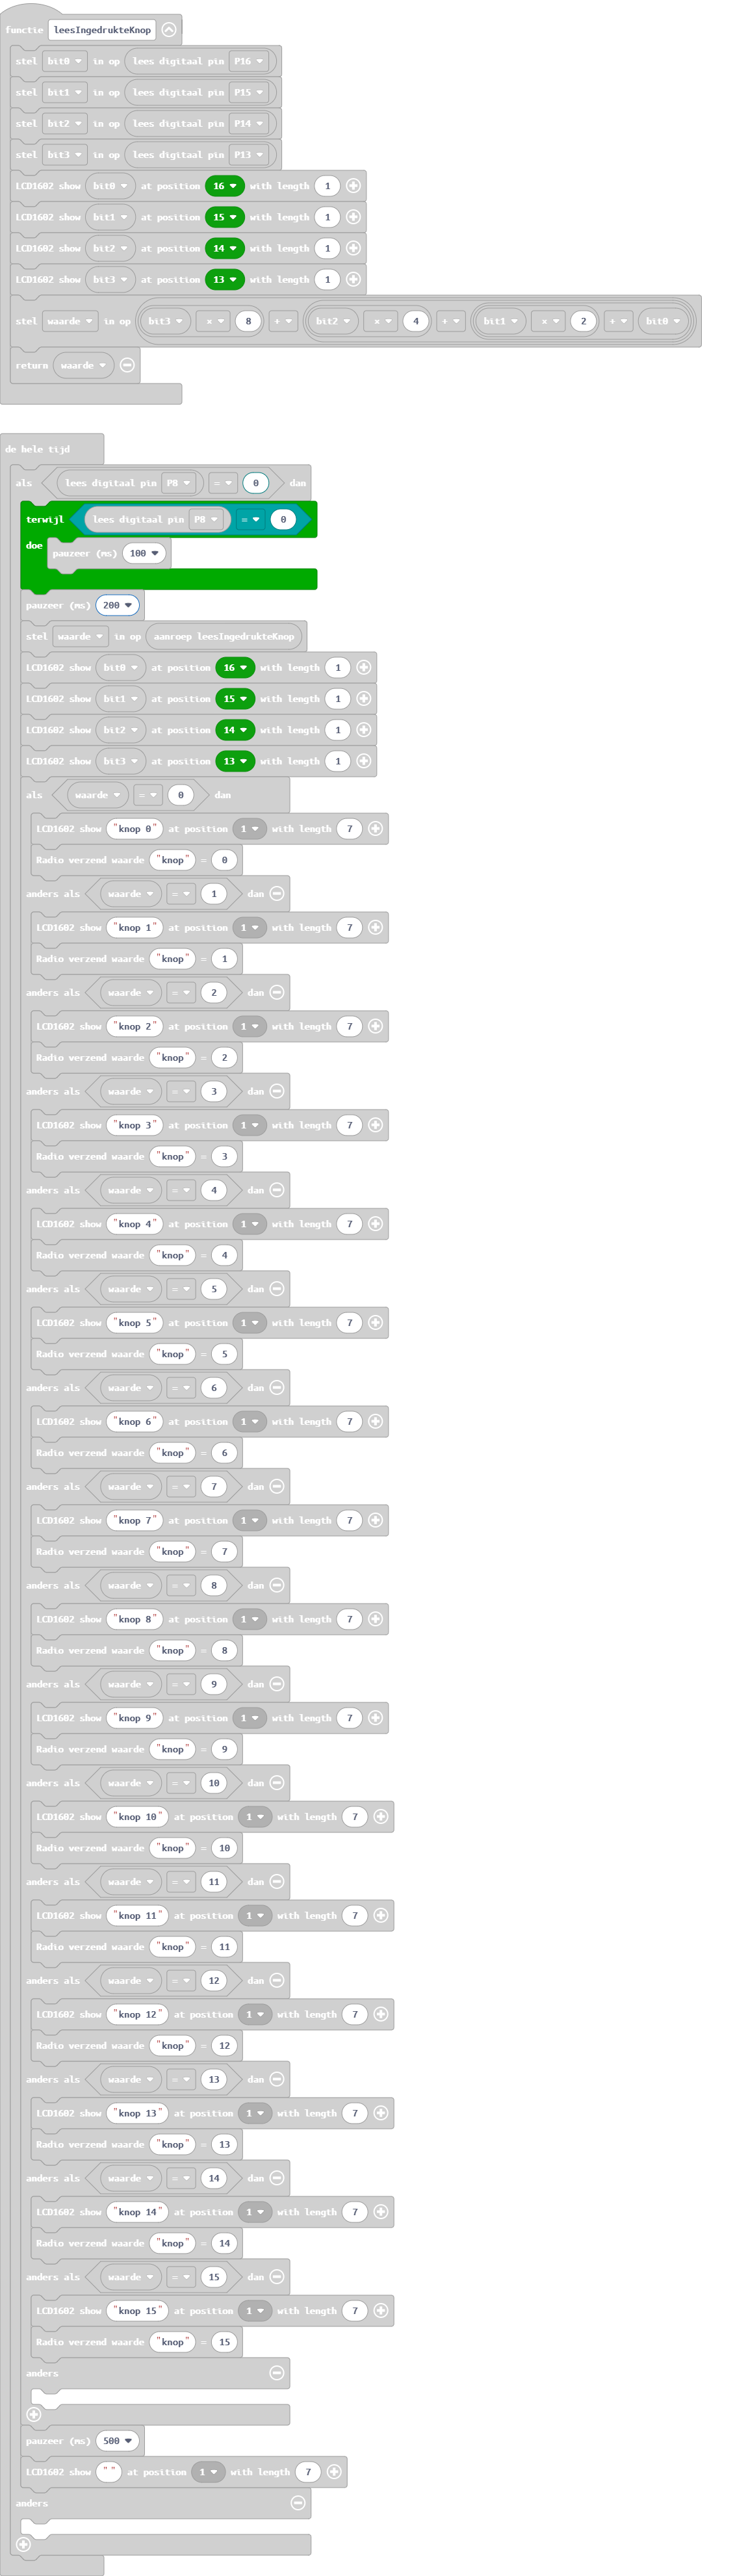 functie leesIngedrukteKnop
stel bit0 in op lees digitaal pin P16
stel bit1 in op lees digitaal pin P15
stel bit2 in op lees digitaal pin P14
stel bit3 in op lees digitaal pin P13
LCD1602 show bit0 at position 16 with length 1
LCD1602 show bit1 at position 15 with length 1
LCD1602 show bit2 at position 14 with length 1
LCD1602 show bit3 at position 13 with length 1
stel waarde in op bit3 × 8 + bit2 × 4 + bit1 × 2 + bit0
return waarde
de hele tijd
als lees digitaal pin P8 = 0 dan
terwijl lees digitaal pin P8 = 0
doe pauzeer (ms) 100
pauzeer (ms) 200
stel waarde in op aanroep leesIngedrukteKnop
LCD1602 show bit0 at position 16 with length 1
LCD1602 show bit1 at position 15 with length 1
LCD1602 show bit2 at position 14 with length 1
LCD1602 show bit3 at position 13 with length 1
als waarde = 0 dan
LCD1602 show "knop 0" at position 1 with length 7
Radio verzend waarde "knop" = 0
anders als waarde = 1 dan
LCD1602 show "knop 1" at position 1 with length 7
Radio verzend waarde "knop" = 1
anders als waarde = 2 dan
LCD1602 show "knop 2" at position 1 with length 7
Radio verzend waarde "knop" = 2
anders als waarde = 3 dan
LCD1602 show "knop 3" at position 1 with length 7
Radio verzend waarde "knop" = 3
anders als waarde = 4 dan
LCD1602 show "knop 4" at position 1 with length 7
Radio verzend waarde "knop" = 4
anders als waarde = 5 dan
LCD1602 show "knop 5" at position 1 with length 7
Radio verzend waarde "knop" = 5
anders als waarde = 6 dan
LCD1602 show "knop 6" at position 1 with length 7
Radio verzend waarde "knop" = 6
anders als waarde = 7 dan
LCD1602 show "knop 7" at position 1 with length 7
Radio verzend waarde "knop" = 7
anders als waarde = 8 dan
LCD1602 show "knop 8" at position 1 with length 7
Radio verzend waarde "knop" = 8
anders als waarde = 9 dan
LCD1602 show "knop 9" at position 1 with length 7
Radio verzend waarde "knop" = 9
anders als waarde = 10 dan
LCD1602 show "knop 10" at position 1 with length 7
Radio verzend waarde "knop" = 10
anders als waarde = 11 dan
LCD1602 show "knop 11" at position 1 with length 7
Radio verzend waarde "knop" = 11
anders als waarde = 12 dan
LCD1602 show "knop 12" at position 1 with length 7
Radio verzend waarde "knop" = 12
anders als waarde = 13 dan
LCD1602 show "knop 13" at position 1 with length 7
Radio verzend waarde "knop" = 13
anders als waarde = 14 dan
LCD1602 show "knop 14" at position 1 with length 7
Radio verzend waarde "knop" = 14
anders als waarde = 15 dan
LCD1602 show "knop 15" at position 1 with length 7
Radio verzend waarde "knop" = 15
anders
pauzeer (ms) 500
LCD1602 show " " at position 1 with length 7
anders